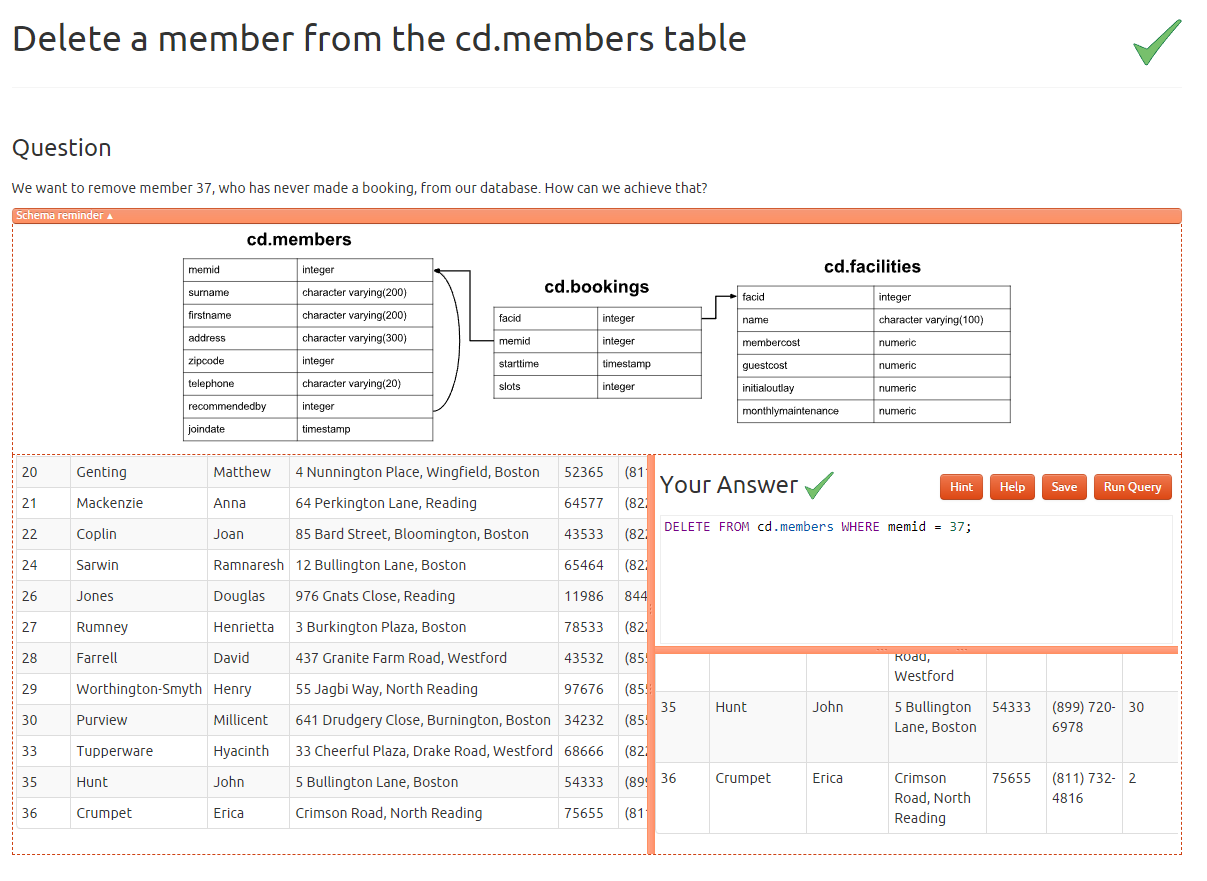 Delete a member from the cd.members table
Question
We want to remove member 37, who has never made a booking, from our database. How can we achieve that?
Schema reminder ▲
cd.members
memid integer
surname character varying(200)
firstname character varying(200)
address character varying(300)
zipcode integer
telephone character varying(20)
recommendedby integer
joindate timestamp
cd.bookings
facid integer
memid integer
starttime timestamp
slots integer
cd.facilities
facid integer
name character varying(100)
membercost numeric
guestcost numeric
initialoutlay numeric
monthlymaintenance numeric
20 Genting Matthew 4 Nunnington Place, Wingfield, Boston 52365 (811
21 Mackenzie Anna 64 Perkington Lane, Reading 64577 (822
22 Coplin Joan 85 Bard Street, Bloomington, Boston 43533 (822
24 Sarwin Ramnaresh 12 Bullington Lane, Boston 65464 (822
26 Jones Douglas 976 Gnats Close, Reading 11986 844
27 Rumney Henrietta 3 Burkington Plaza, Boston 78533 (822
28 Farrell David 437 Granite Farm Road, Westford 43532 (855
29 Worthington-Smyth Henry 55 Jagbi Way, North Reading 97676 (855
30 Purview Millicent 641 Drudgery Close, Burnington, Boston 34232 (855
33 Tupperware Hyacinth 33 Cheerful Plaza, Drake Road, Westford 68666 (822
35 Hunt John 5 Bullington Lane, Boston 54333 (899
36 Crumpet Erica Crimson Road, North Reading 75655 (811
Your Answer
Hint Help Save Run Query
DELETE FROM cd.members WHERE memid = 37;
Road,
Westford
35 Hunt John 5 Bullington 54333 (899) 720- 30
Lane, Boston 6978
36 Crumpet Erica Crimson 75655 (811) 732- 2
Road, North 4816
Reading